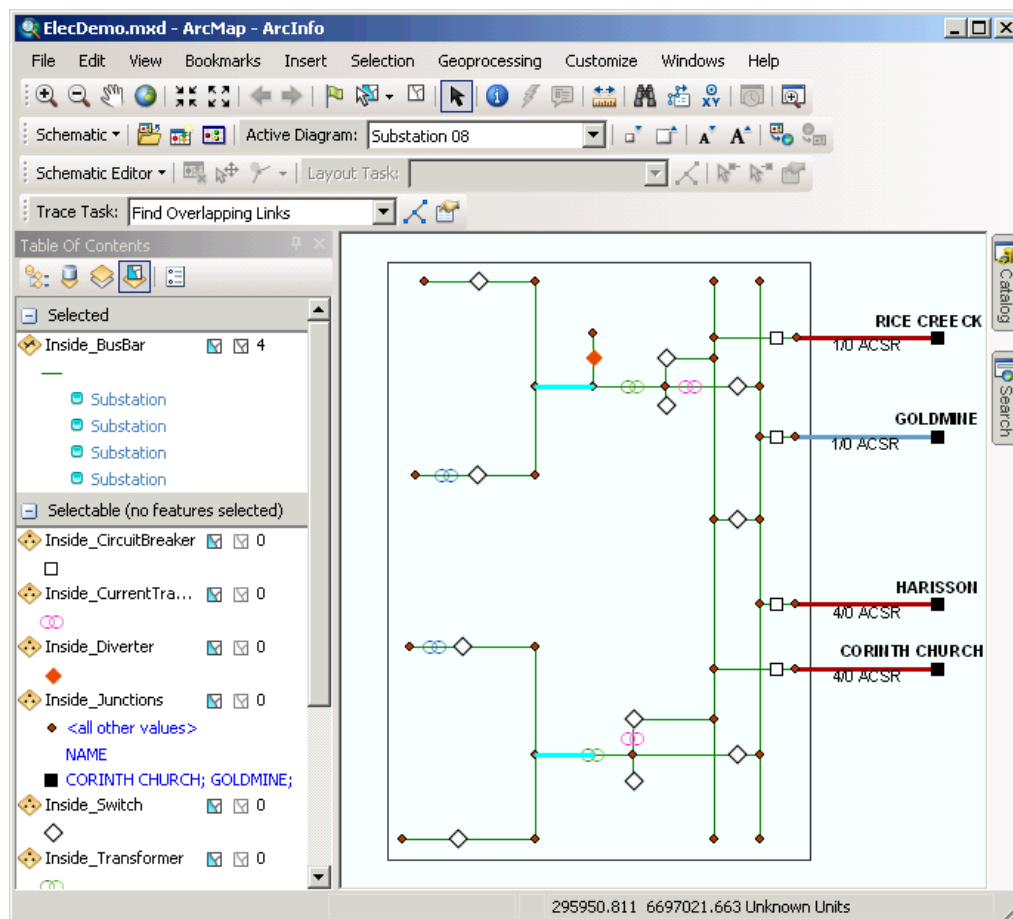 ElecDemo.mxd - ArcMap - ArcInfo
File Edit View Bookmarks Insert Selection Geoprocessing Customize Windows Help
Schematic Active Diagram: Substation 08
Schematic Editor Layout Task:
Trace Task: Find Overlapping Links
Table Of Contents
Selected
Inside_BusBar 4
Substation
Substation
Substation
Substation
Selectable (no features selected)
Inside_CircuitBreaker 0
Inside_CurrentTra... 0
Inside_Diverter 0
Inside_Junctions 0
<all other values>
NAME
CORINTH CHURCH; GOLDMINE;
Inside_Switch 0
Inside_Transformer 0
RICE CREECK
1/0 ACSR
GOLDMINE
1/0 ACSR
HARISSON
4/0 ACSR
CORINTH CHURCH
4/0 ACSR
Catalog
Search
295950.811 6697021.663 Unknown Units